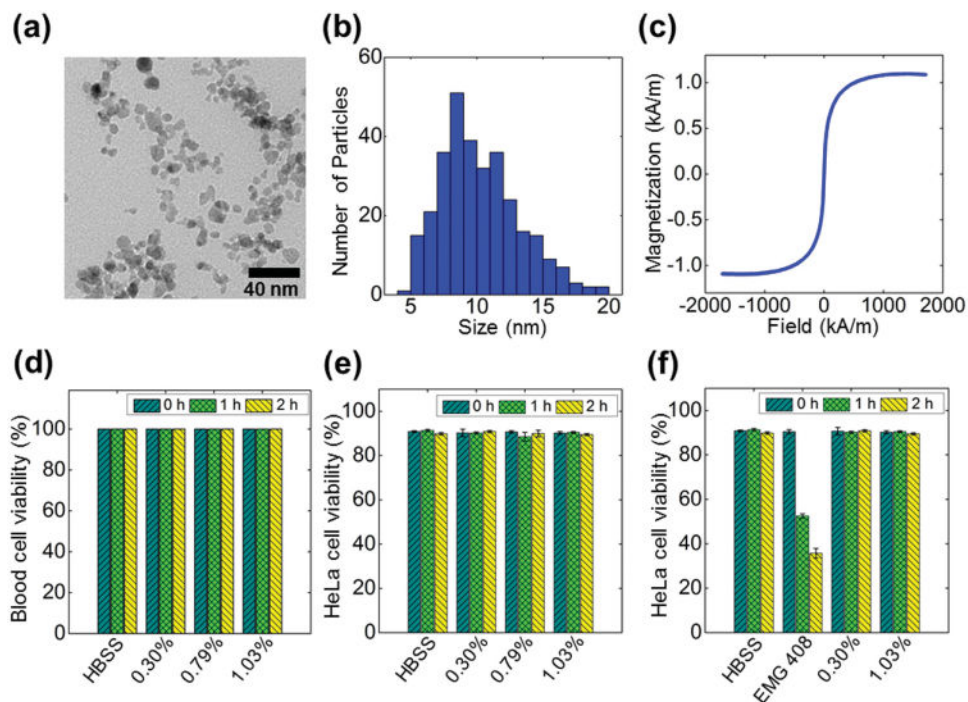 (a)
40 nm
(b)
60
40
20
0
Number of Particles
5 10 15 20
Size (nm)
(c)
1.0
0.5
0.0
-0.5
-1.0
Magnetization (kA/m)
-2000 -1000 0 1000 2000
Field (kA/m)
(d)
0 h 1 h 2 h
100
80
60
40
20
0
Blood cell viability (%)
HBSS 0.30% 0.79% 1.03%
(e)
0 h 1 h 2 h
100
80
60
40
20
0
HeLa cell viability (%)
HBSS 0.30% 0.79% 1.03%
(f)
0 h 1 h 2 h
100
80
60
40
20
0
HeLa cell viability (%)
HBSS EMG 408 0.30% 1.03%